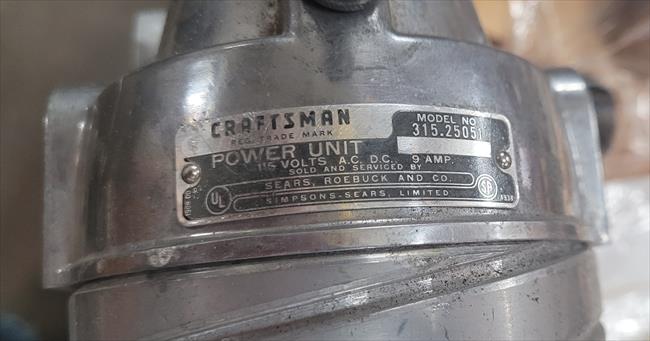 CRAFTSMAN
REG. TRADE MARK
MODEL NO.
315.25051
POWER UNIT
115 VOLTS A.C. D.C. 9 AMP.
SOLD AND SERVICED BY
SEARS, ROEBUCK AND CO.
SIMPSONS-SEARS, LIMITED
UL